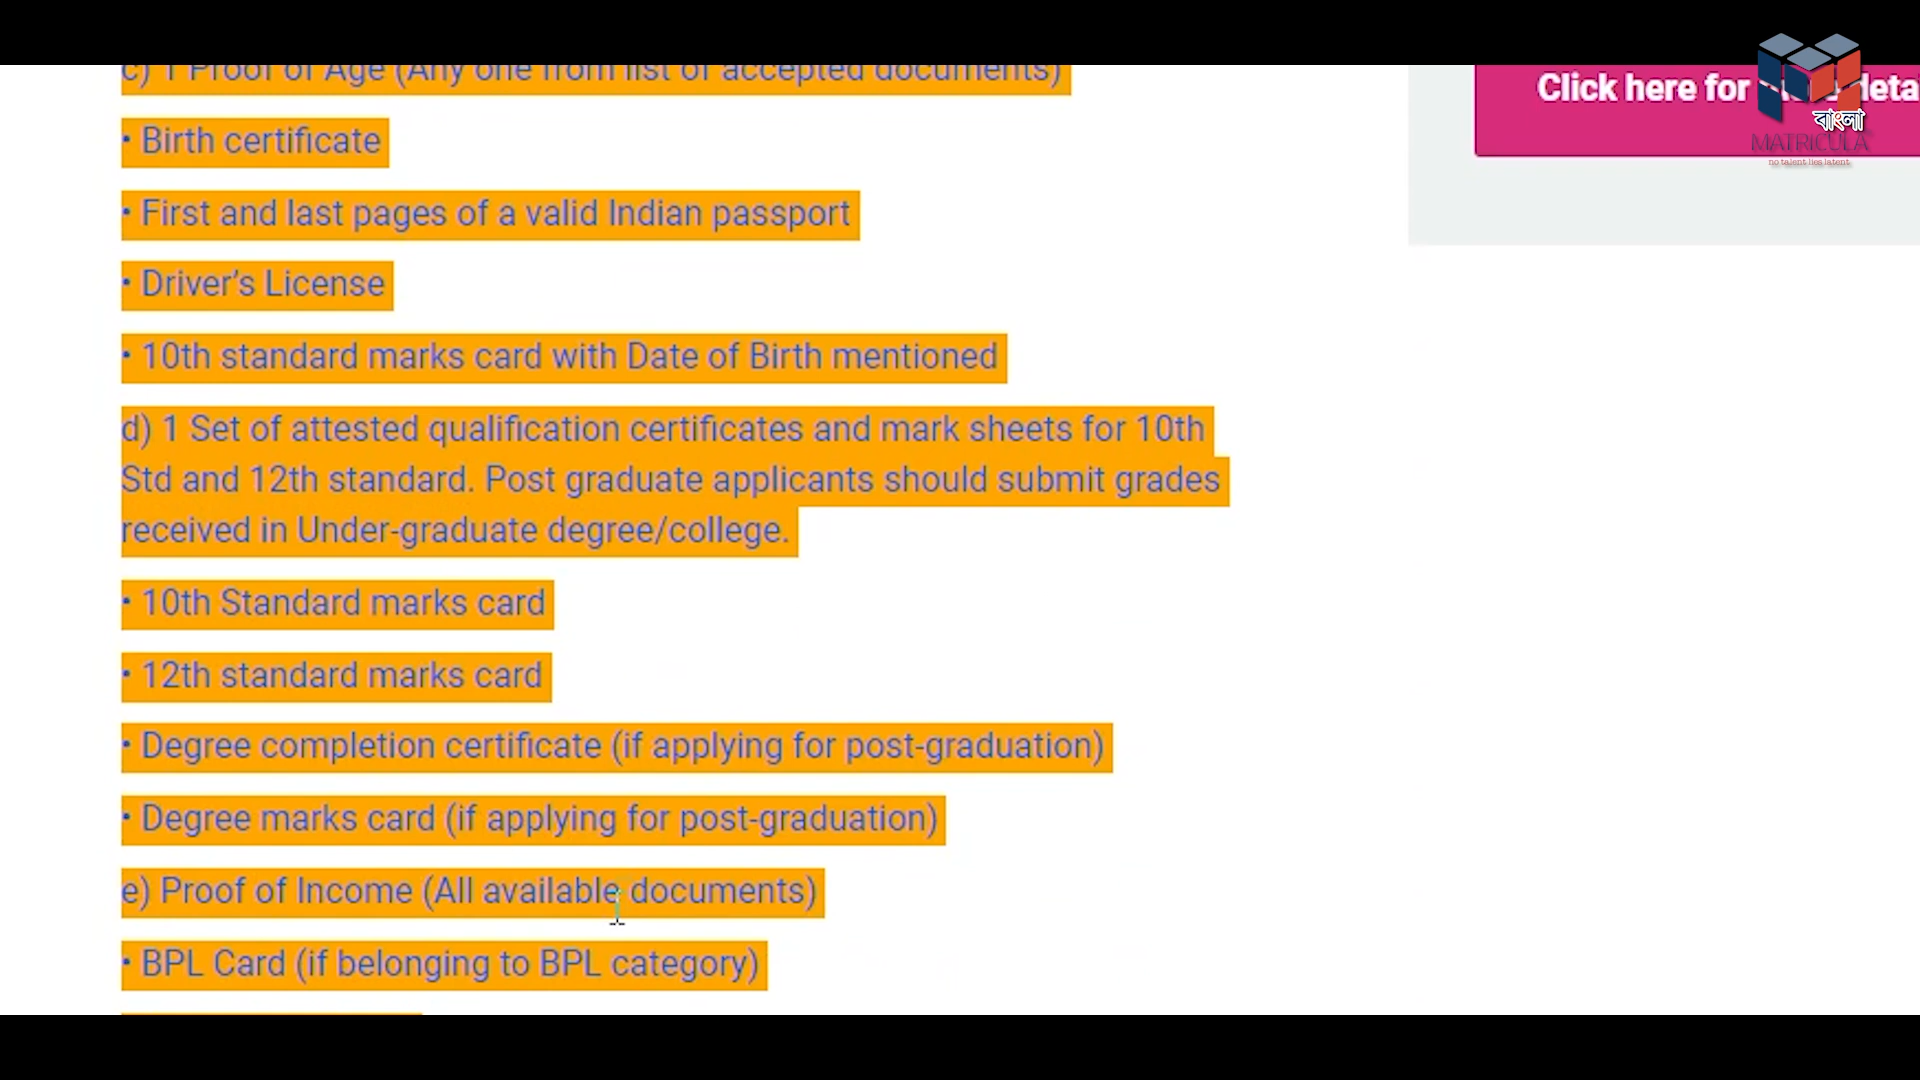 c) 1 Proof of Age (Any one from list of accepted documents)
• Birth certificate
• First and last pages of a valid Indian passport
• Driver’s License
• 10th standard marks card with Date of Birth mentioned
d) 1 Set of attested qualification certificates and mark sheets for 10th
Std and 12th standard. Post graduate applicants should submit grades
received in Under-graduate degree/college.
• 10th Standard marks card
• 12th standard marks card
• Degree completion certificate (if applying for post-graduation)
• Degree marks card (if applying for post-graduation)
e) Proof of Income (All available documents)
• BPL Card (if belonging to BPL category)
Click here for
বাংলা
MATRICULA
no talent lies latent